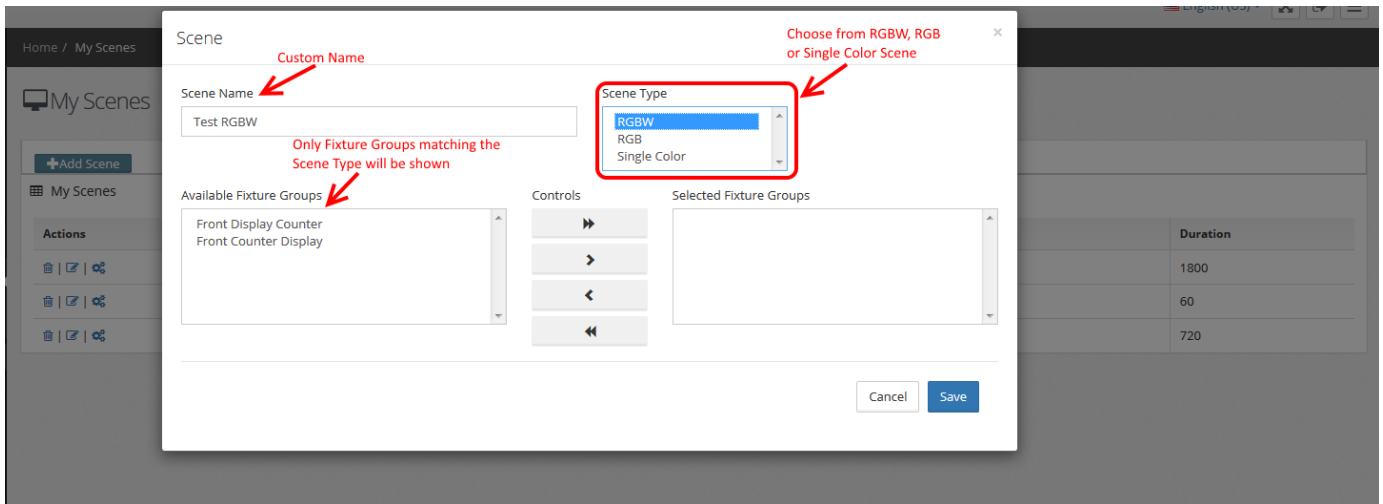 English (US)
Home / My Scenes
Scene
×
Custom Name
Choose from RGBW, RGB
or Single Color Scene
My Scenes
Scene Name
Scene Type
Test RGBW
RGBW
RGB
Single Color
Only Fixture Groups matching the
Scene Type will be shown
Add Scene
My Scenes
Available Fixture Groups
Controls
Selected Fixture Groups
Front Display Counter
Front Counter Display
Actions
Duration
1800
60
720
Cancel
Save